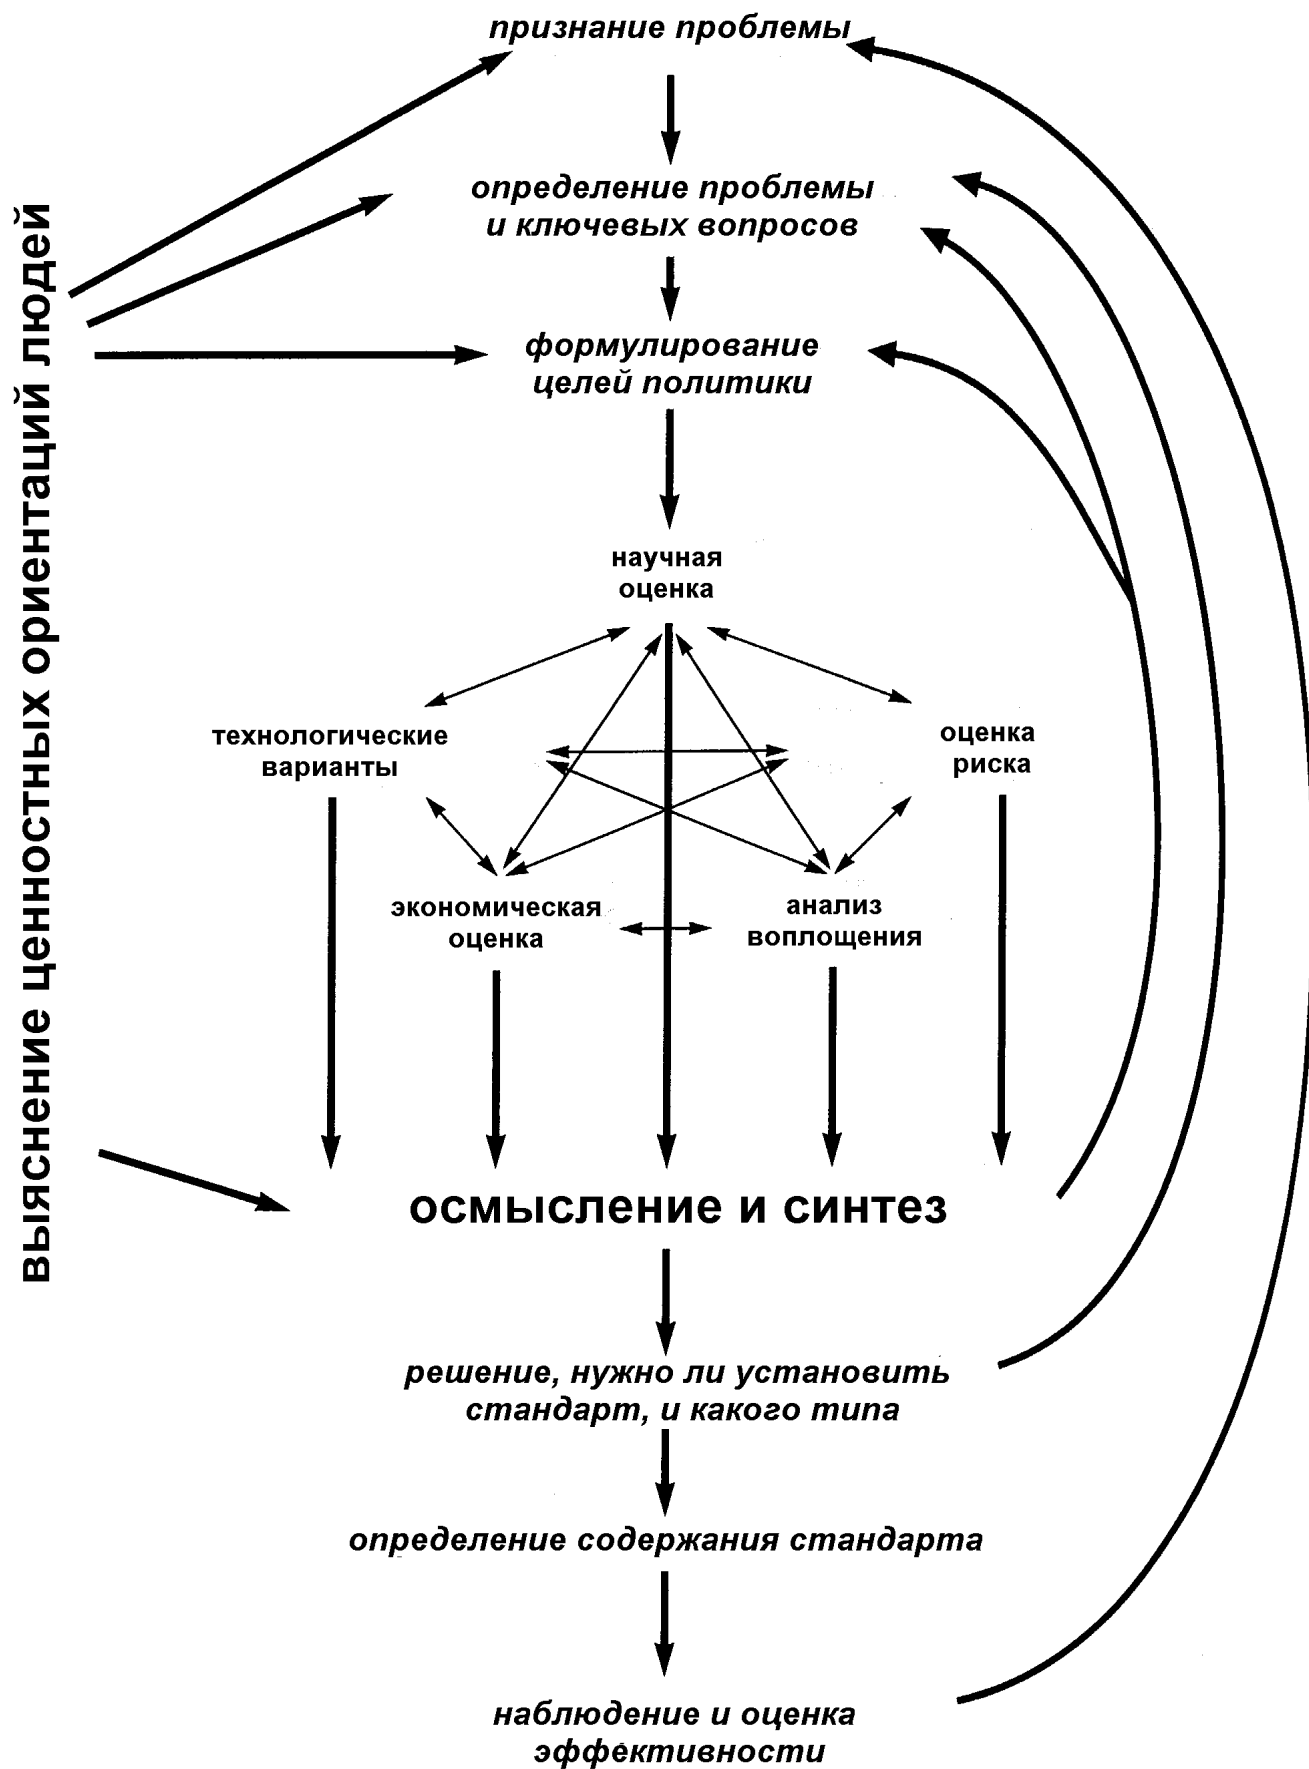 признание проблемы
определение проблемы
и ключевых вопросов
выяснение ценностных ориентаций людей
формулирование
целей политики
научная
оценка
технологические
варианты
оценка
риска
экономическая
оценка
анализ
воплощения
осмысление и синтез
решение, нужно ли установить
стандарт, и какого типа
определение содержания стандарта
наблюдение и оценка
эффективности